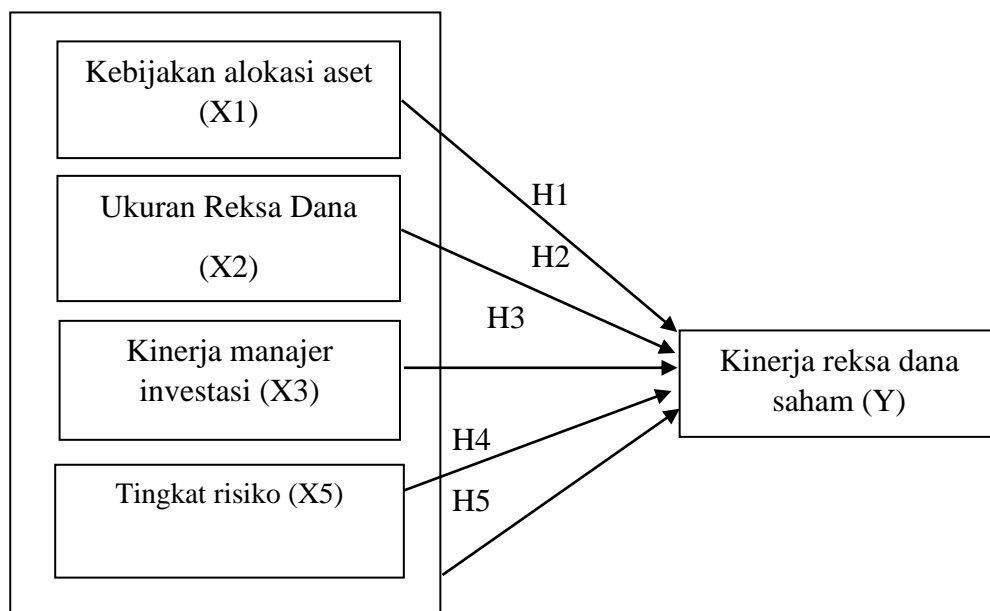 Kebijakan alokasi aset
(X1)
Ukuran Reksa Dana
(X2)
Kinerja manajer
investasi (X3)
Tingkat risiko (X5)
H1
H2
H3
H4
H5
Kinerja reksa dana
saham (Y)